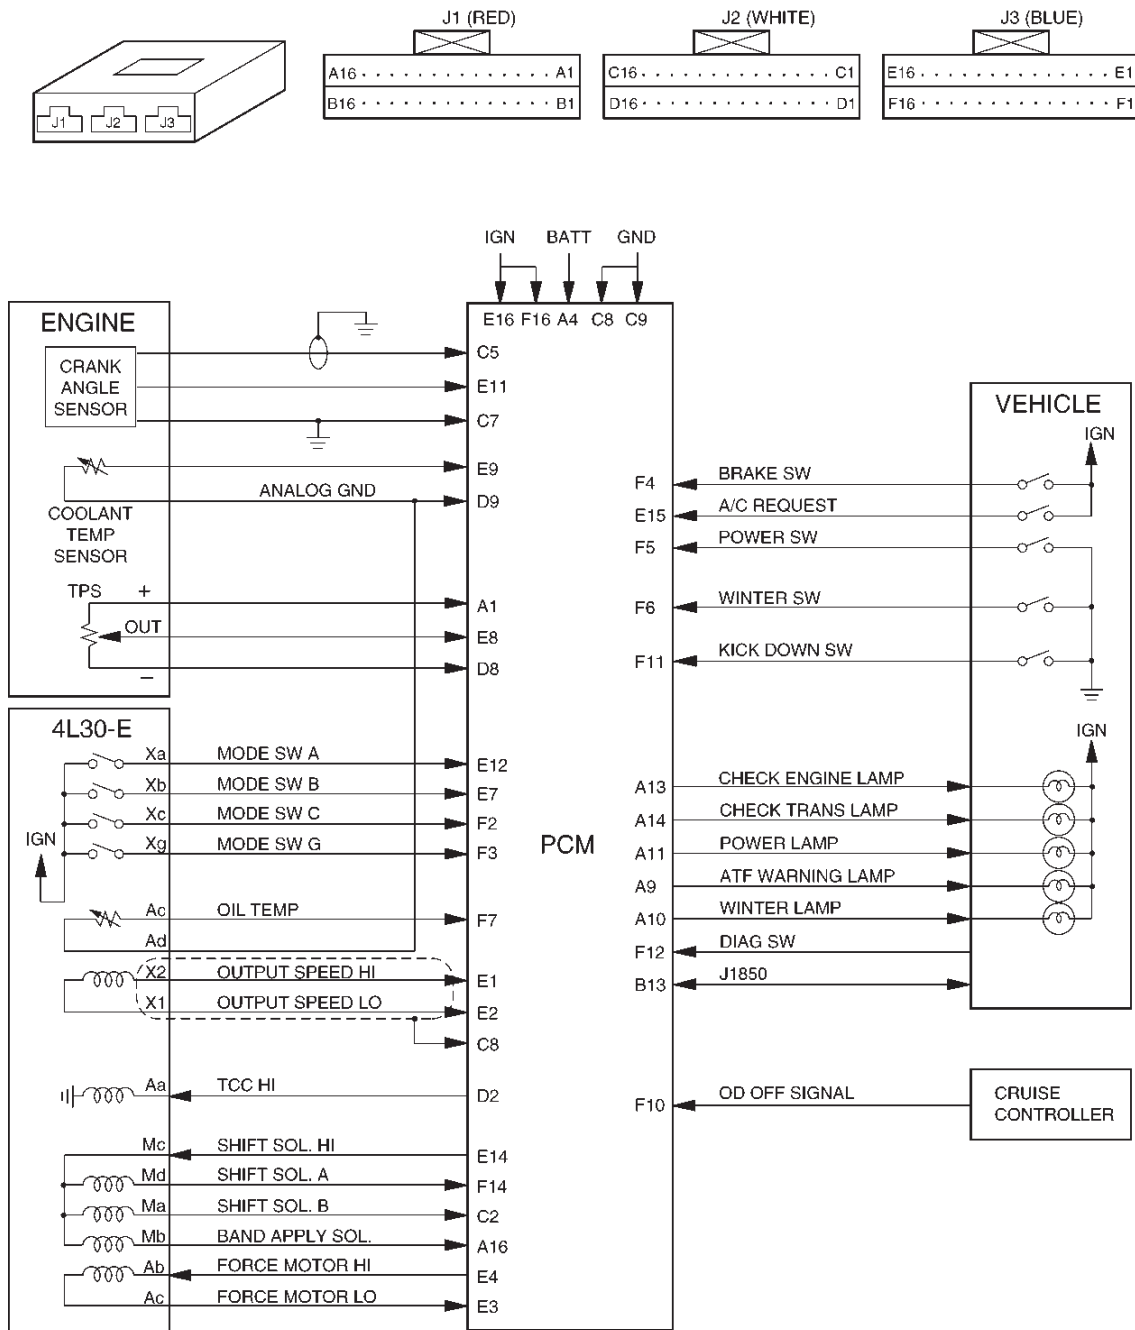 J1 (RED)
J2 (WHITE)
J3 (BLUE)
A16 A1
B16 B1
C16 C1
D16 D1
E16 E1
F16 F1
J1 J2 J3
IGN BATT GND
E16 F16 A4 C8 C9
ENGINE
CRANK
ANGLE
SENSOR
C5
E11
C7
E9
ANALOG GND
D9
COOLANT
TEMP
SENSOR
TPS +
A1
OUT
E8
–
D8
4L30-E
Xa MODE SW A E12
Xb MODE SW B E7
Xc MODE SW C F2
Xg MODE SW G F3
IGN
Ac OIL TEMP F7
Ad
X2 OUTPUT SPEED HI E1
X1 OUTPUT SPEED LO E2
C8
Aa TCC HI D2
Mc SHIFT SOL. HI E14
Md SHIFT SOL. A F14
Ma SHIFT SOL. B C2
Mb BAND APPLY SOL. A16
Ab FORCE MOTOR HI E4
Ac FORCE MOTOR LO E3
PCM
VEHICLE
IGN
F4 BRAKE SW
E15 A/C REQUEST
F5 POWER SW
F6 WINTER SW
F11 KICK DOWN SW
IGN
A13 CHECK ENGINE LAMP
A14 CHECK TRANS LAMP
A11 POWER LAMP
A9 ATF WARNING LAMP
A10 WINTER LAMP
F12 DIAG SW
B13 J1850
F10 OD OFF SIGNAL
CRUISE
CONTROLLER